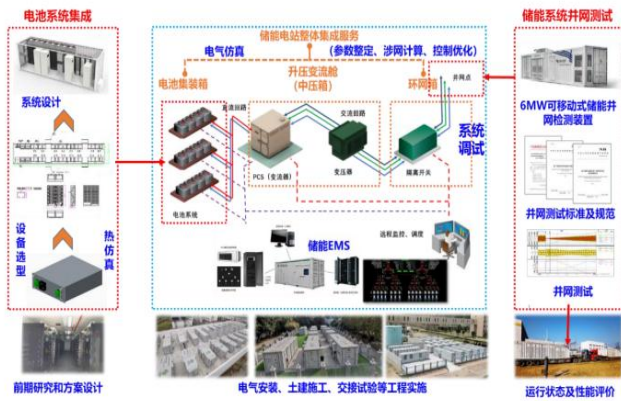 电池系统集成
系统设计
设备选型
热仿真
前期研究和方案设计
储能电站整体集成服务
电气仿真
(参数整定、涉网计算、控制优化)
电池集装箱
升压变流舱
(中压箱)
环网箱
并网点
直流回路
交流回路
系统
调试
PCS(变流器)
变压器
隔离开关
电池系统
储能EMS
远程监控、调度
电气安装、土建施工、交接试验等工程实施
储能系统并网测试
6MW可移动式储能并
网检测装置
并网测试标准及规范
并网测试
运行状态及性能评价